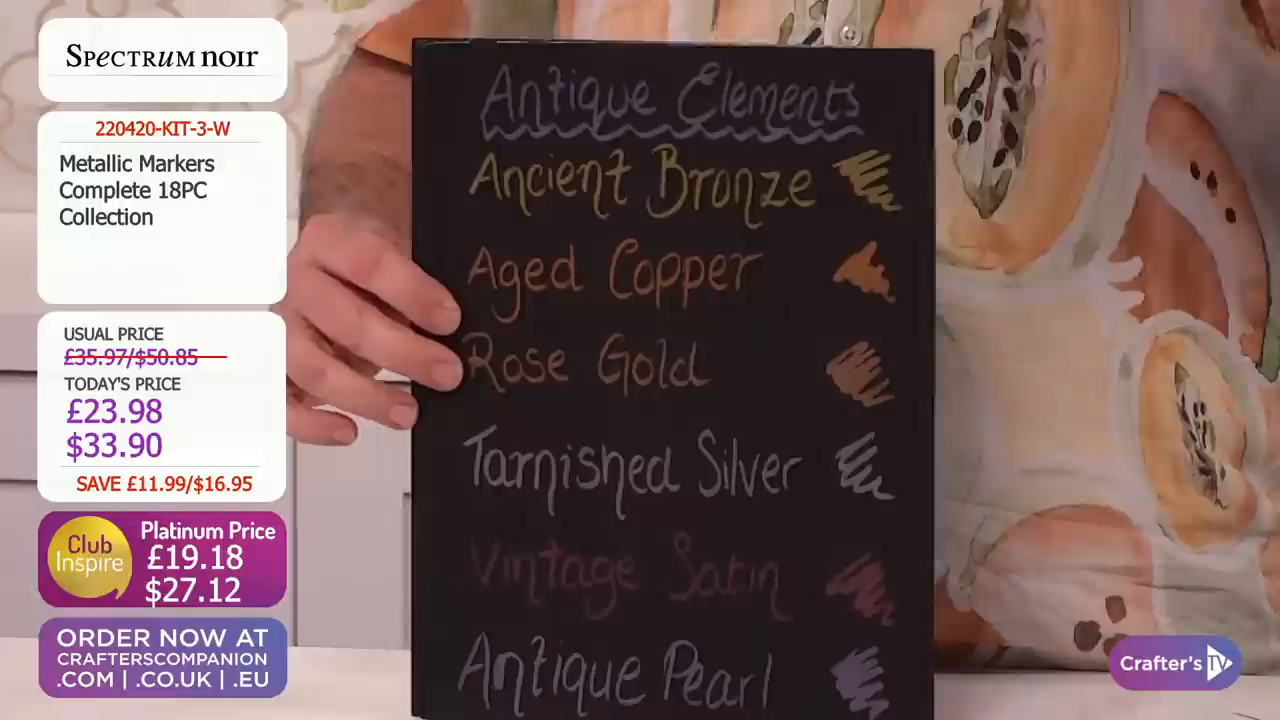 Spectrum noir
220420-KIT-3-W
Metallic Markers
Complete 18PC
Collection
USUAL PRICE
£35.97/$50.85
TODAY'S PRICE
£23.98
$33.90
SAVE £11.99/$16.95
Club
Inspire
Platinum Price
£19.18
$27.12
ORDER NOW AT
CRAFTERSCOMPANION
.COM | .CO.UK | .EU
Antique Elements
Ancient Bronze
Aged Copper
Rose Gold
Tarnished Silver
Vintage Satin
Antique Pearl
Crafter's TV